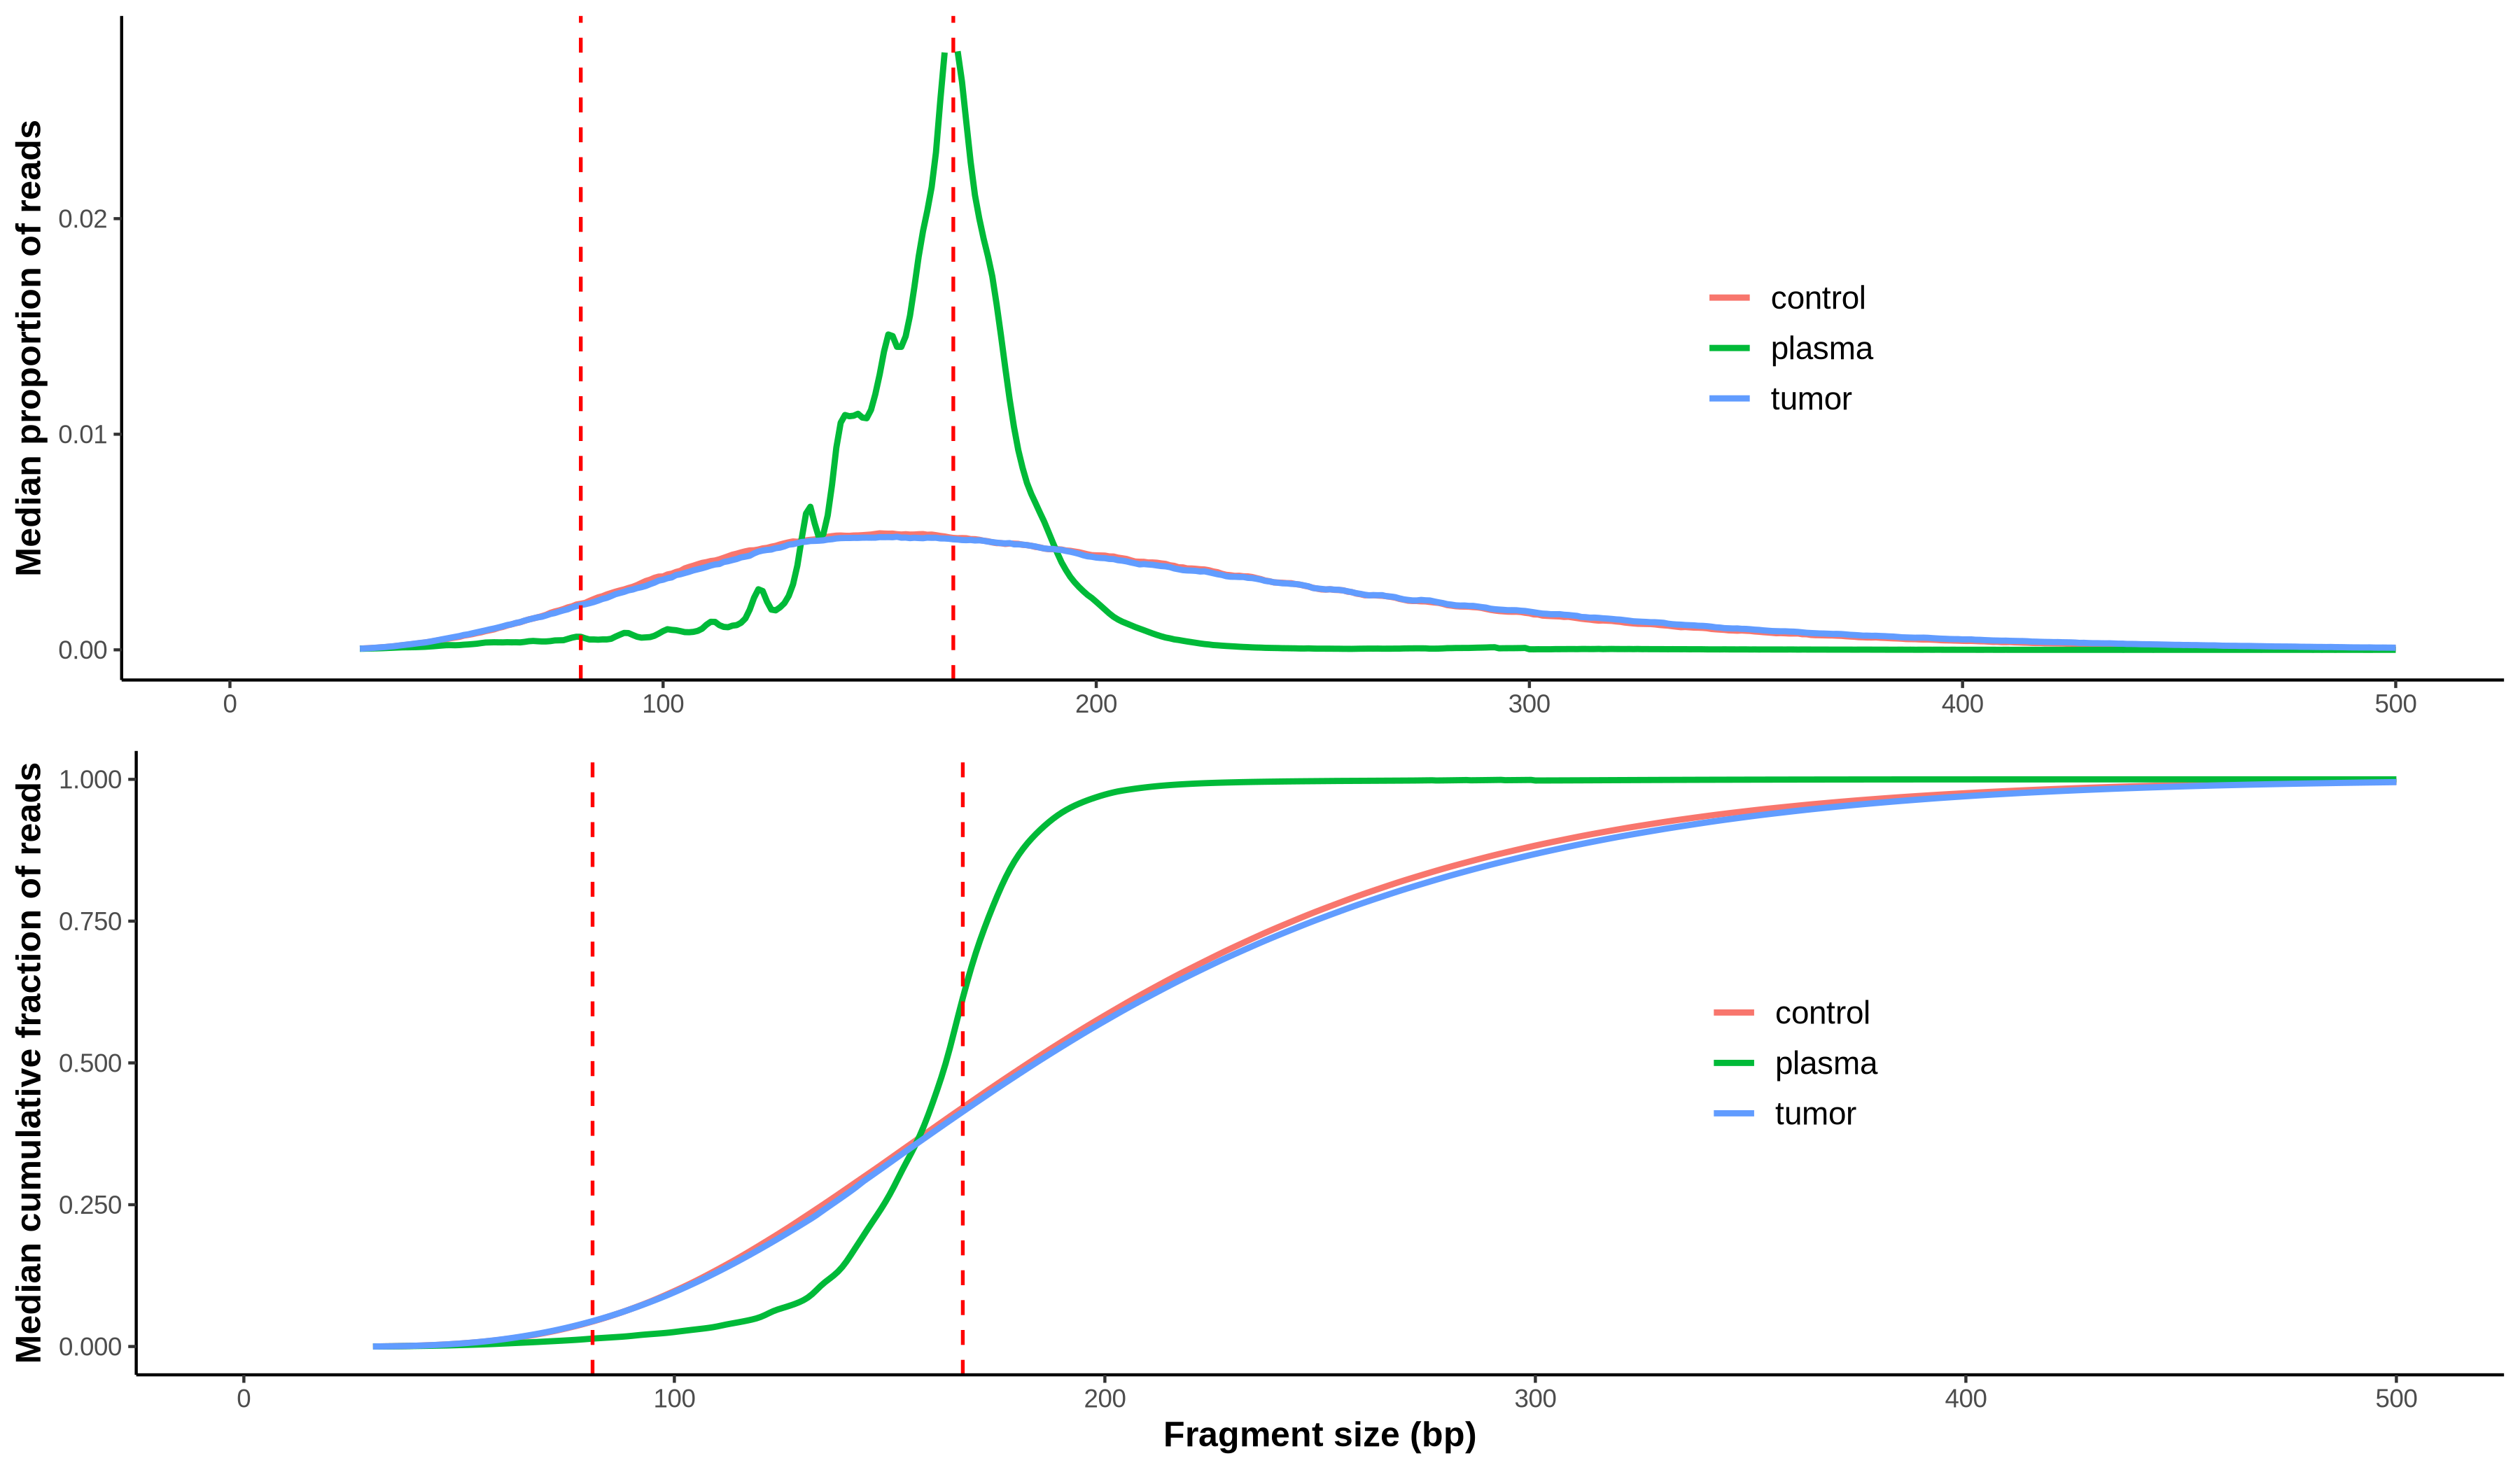 Median proportion of reads
0.02
0.01
0.00
control
plasma
tumor
0 100 200 300 400 500
Median cumulative fraction of reads
1.000
0.750
0.500
0.250
0.000
control
plasma
tumor
0 100 200 300 400 500
Fragment size (bp)